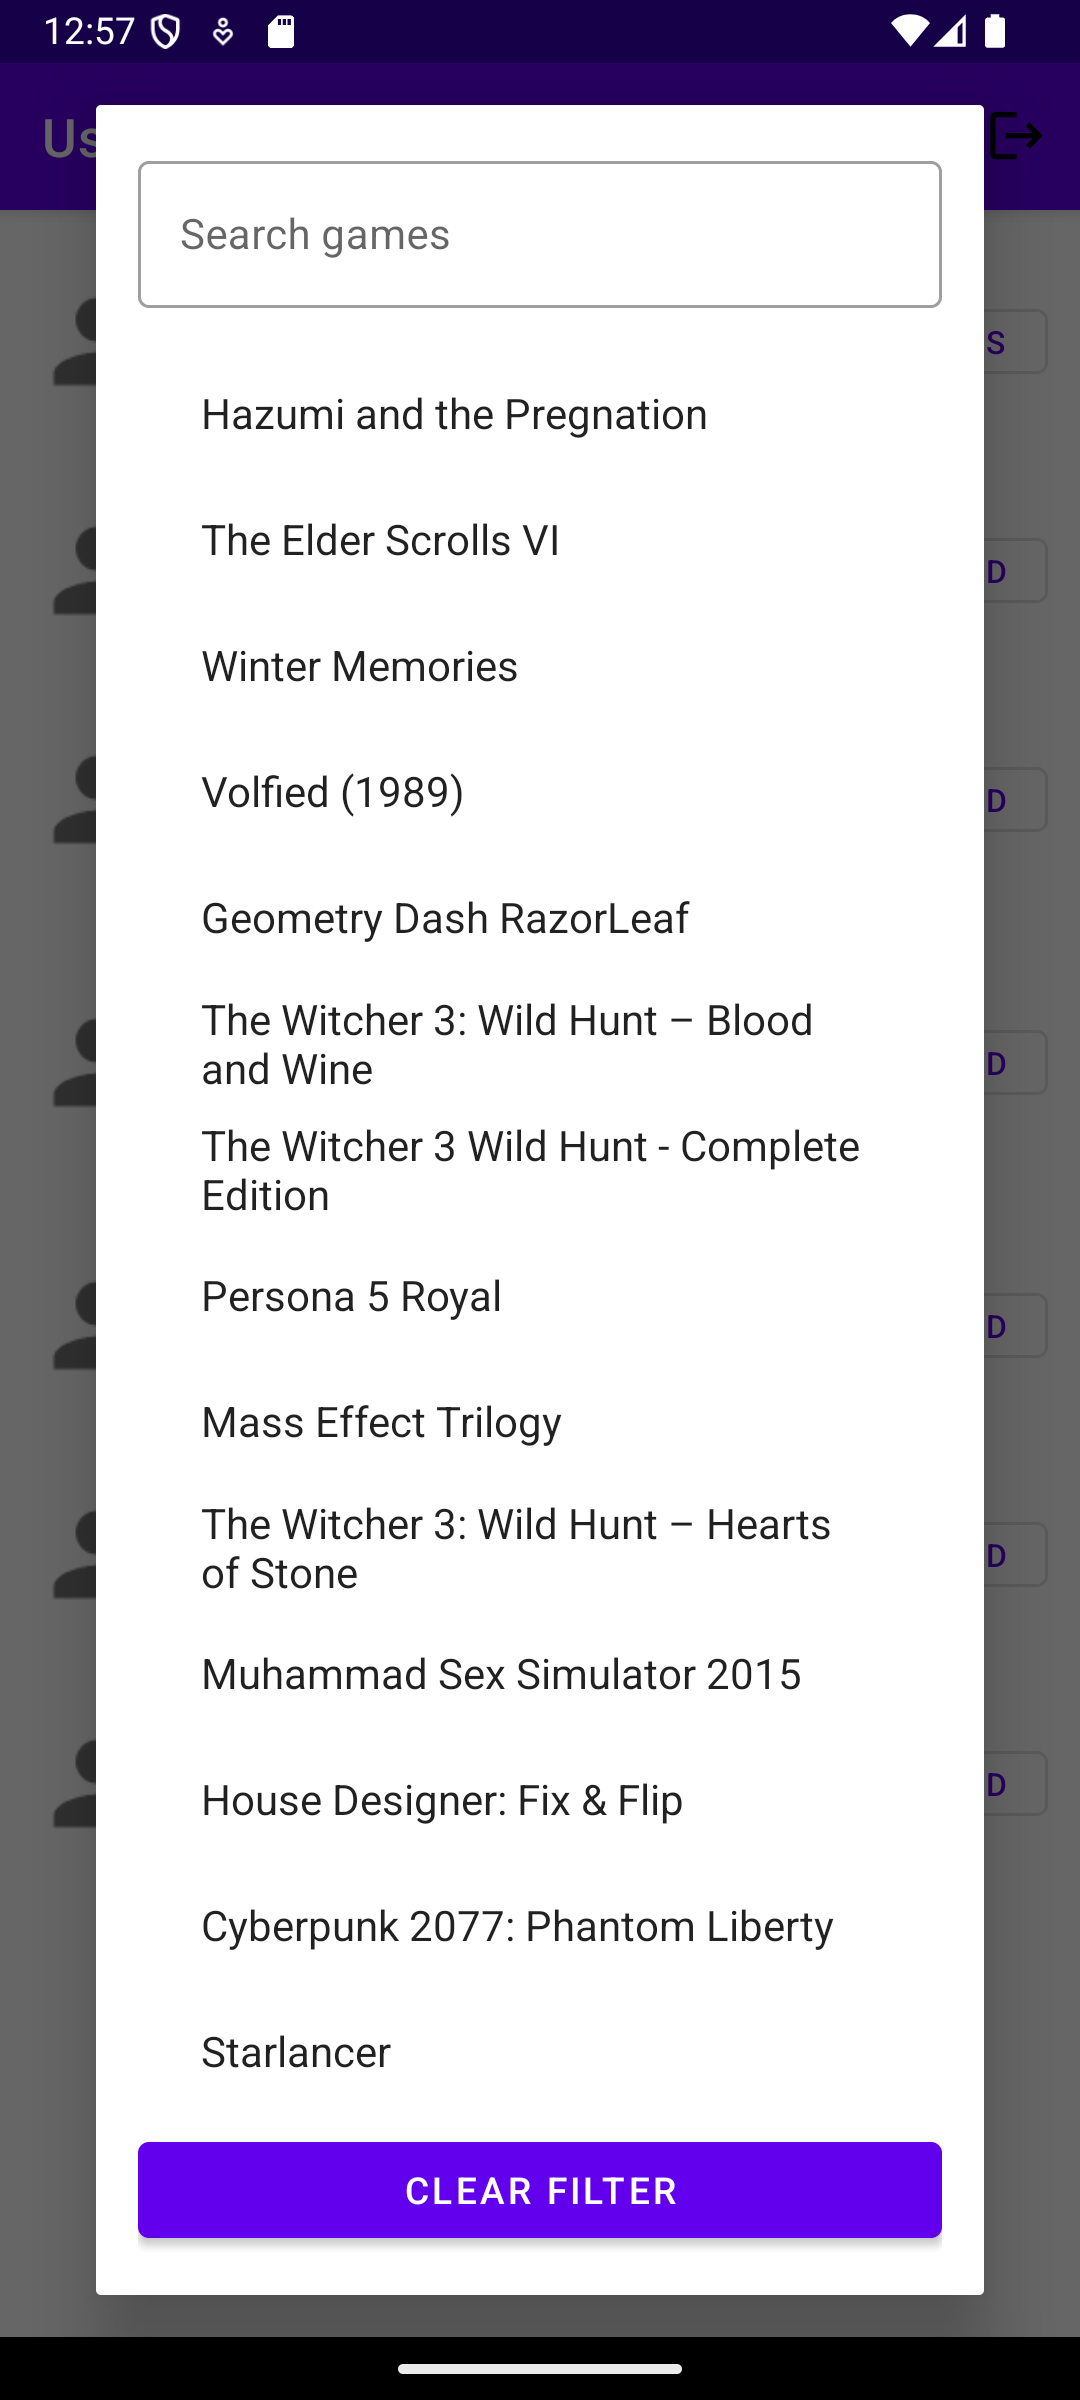 12:57
Us
Search games
S
Hazumi and the Pregnation
The Elder Scrolls VI
D
Winter Memories
Volfied (1989)
D
Geometry Dash RazorLeaf
The Witcher 3: Wild Hunt – Blood
and Wine
D
The Witcher 3 Wild Hunt - Complete
Edition
Persona 5 Royal
D
Mass Effect Trilogy
The Witcher 3: Wild Hunt – Hearts
of Stone
D
Muhammad Sex Simulator 2015
House Designer: Fix & Flip
D
Cyberpunk 2077: Phantom Liberty
Starlancer
CLEAR FILTER